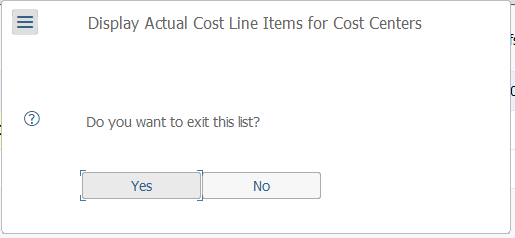 Display Actual Cost Line Items for Cost Centers
Do you want to exit this list?
Yes
No